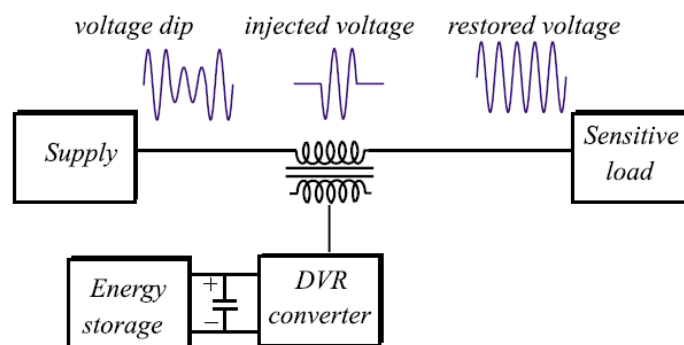 voltage dip
injected voltage
restored voltage
Supply
Sensitive
load
Energy
storage
+
−
DVR
converter